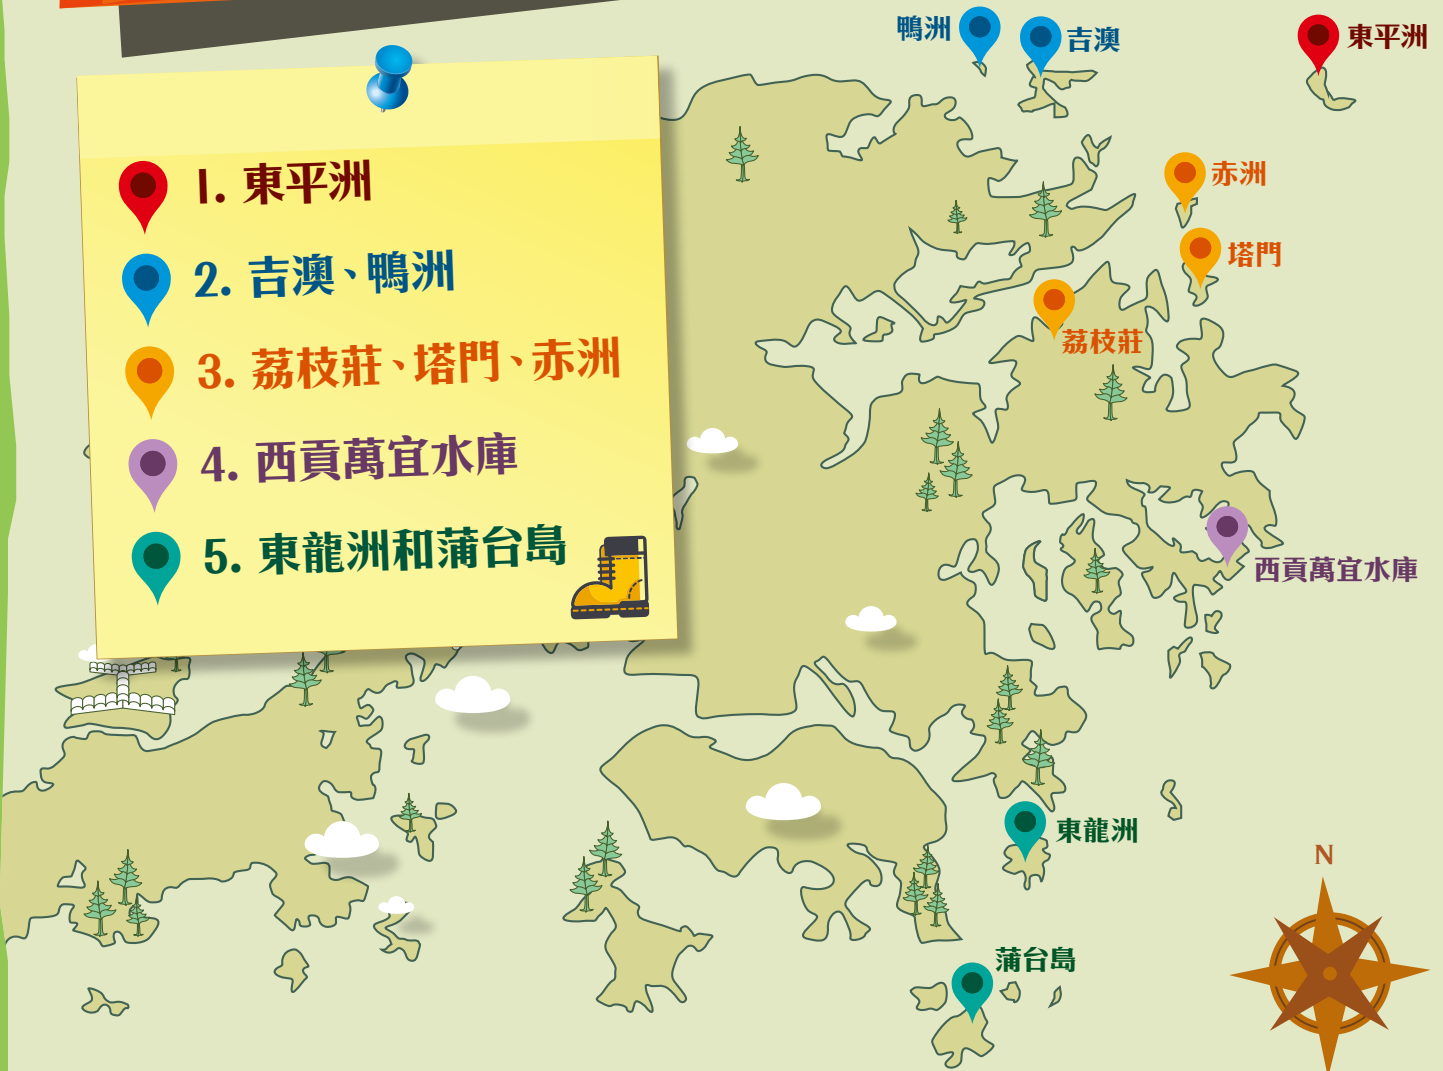 鴨洲
吉澳
東平洲
1. 東平洲
2. 吉澳、鴨洲
3. 荔枝莊、塔門、赤洲
4. 西貢萬宜水庫
5. 東龍洲和蒲台島
赤洲
塔門
荔枝莊
西貢萬宜水庫
東龍洲
N
蒲台島